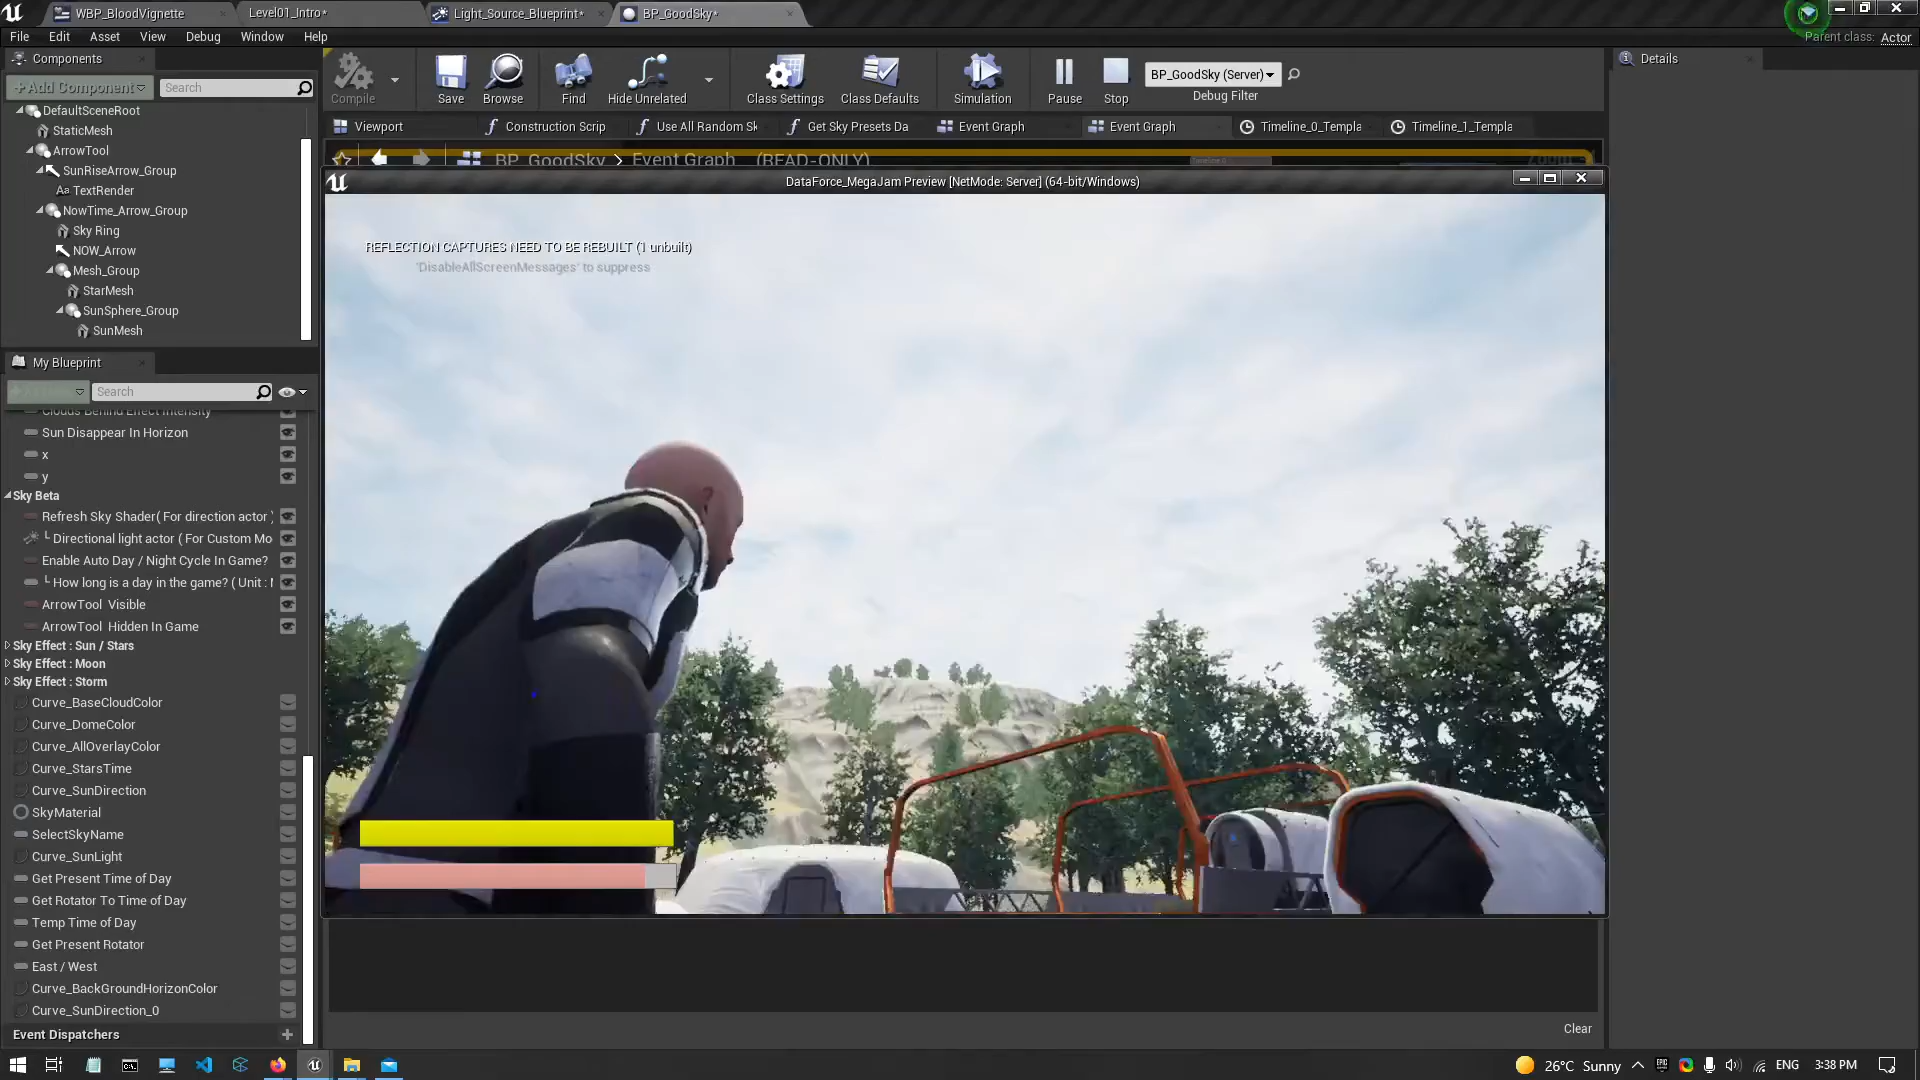 WBP_BloodVignette
Level01_Intro*
Light_Source_Blueprint*
BP_GoodSky*
File
Edit
Asset
View
Debug
Window
Help
Parent class:
Actor
Components
+Add Component
Search
DefaultSceneRoot
StaticMesh
ArrowTool
SunRiseArrow_Group
TextRender
NowTime_Arrow_Group
Sky Ring
NOW_Arrow
Mesh_Group
StarMesh
SunSphere_Group
SunMesh
Compile
Save
Browse
Find
Hide Unrelated
Class Settings
Class Defaults
Simulation
Pause
Stop
BP_GoodSky (Server)
Debug Filter
Details
Viewport
Construction Scrip
Use All Random Sk
Get Sky Presets Da
Event Graph
Event Graph
Timeline_0_Templa
Timeline_1_Templa
BP_GoodSky
Event Graph
(READ-ONLY)
DataForce_MegaJam Preview [NetMode: Server] (64-bit/Windows)
REFLECTION CAPTURES NEED TO BE REBUILT (1 unbuilt)
'DisableAllScreenMessages' to suppress
My Blueprint
Search
Clouds Behind Effect Intensity
Sun Disappear In Horizon
x
y
Sky Beta
Refresh Sky Shader( For direction actor )
└ Directional light actor ( For Custom Mo
Enable Auto Day / Night Cycle In Game?
└ How long is a day in the game? ( Unit :
ArrowTool Visible
ArrowTool Hidden In Game
Sky Effect : Sun / Stars
Sky Effect : Moon
Sky Effect : Storm
Curve_BaseCloudColor
Curve_DomeColor
Curve_AllOverlayColor
Curve_StarsTime
Curve_SunDirection
SkyMaterial
SelectSkyName
Curve_SunLight
Get Present Time of Day
Get Rotator To Time of Day
Temp Time of Day
Get Present Rotator
East / West
Curve_BackGroundHorizonColor
Curve_SunDirection_0
Event Dispatchers
Clear
26°C Sunny
ENG
3:38 PM